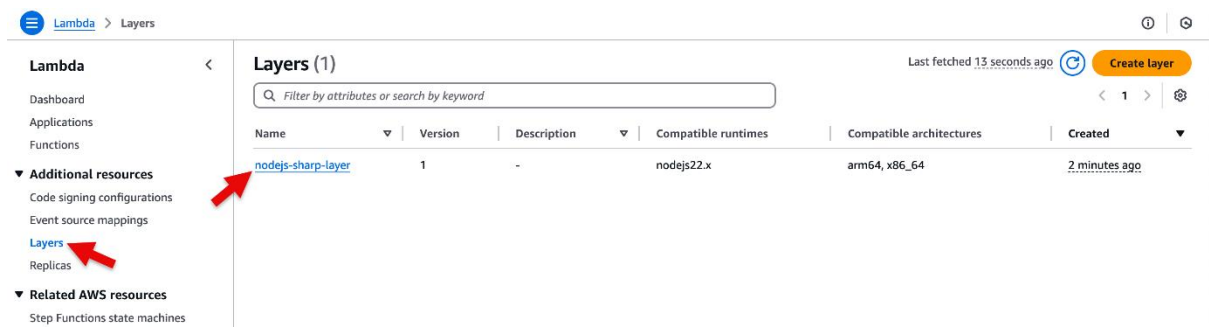 Lambda > Layers
Lambda
Dashboard
Applications
Functions
Additional resources
Code signing configurations
Event source mappings
Layers
Replicas
Related AWS resources
Step Functions state machines
Layers (1)
Last fetched 13 seconds ago
Create layer
Filter by attributes or search by keyword
< 1 >
Name Version Description Compatible runtimes Compatible architectures Created
nodejs-sharp-layer 1 - nodejs22.x arm64, x86_64 2 minutes ago